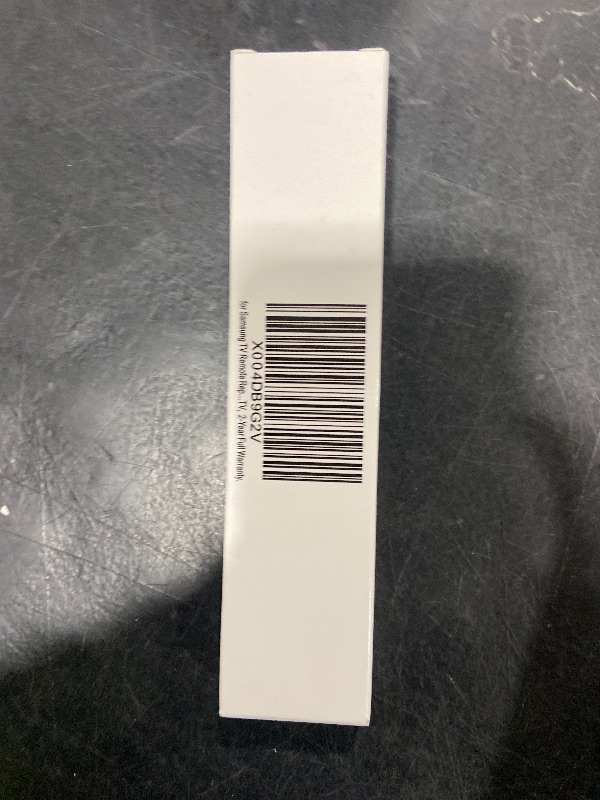 X004DB9G2V
for Samsung TV Remote Rep...TV, 2-Year Full Warranty,